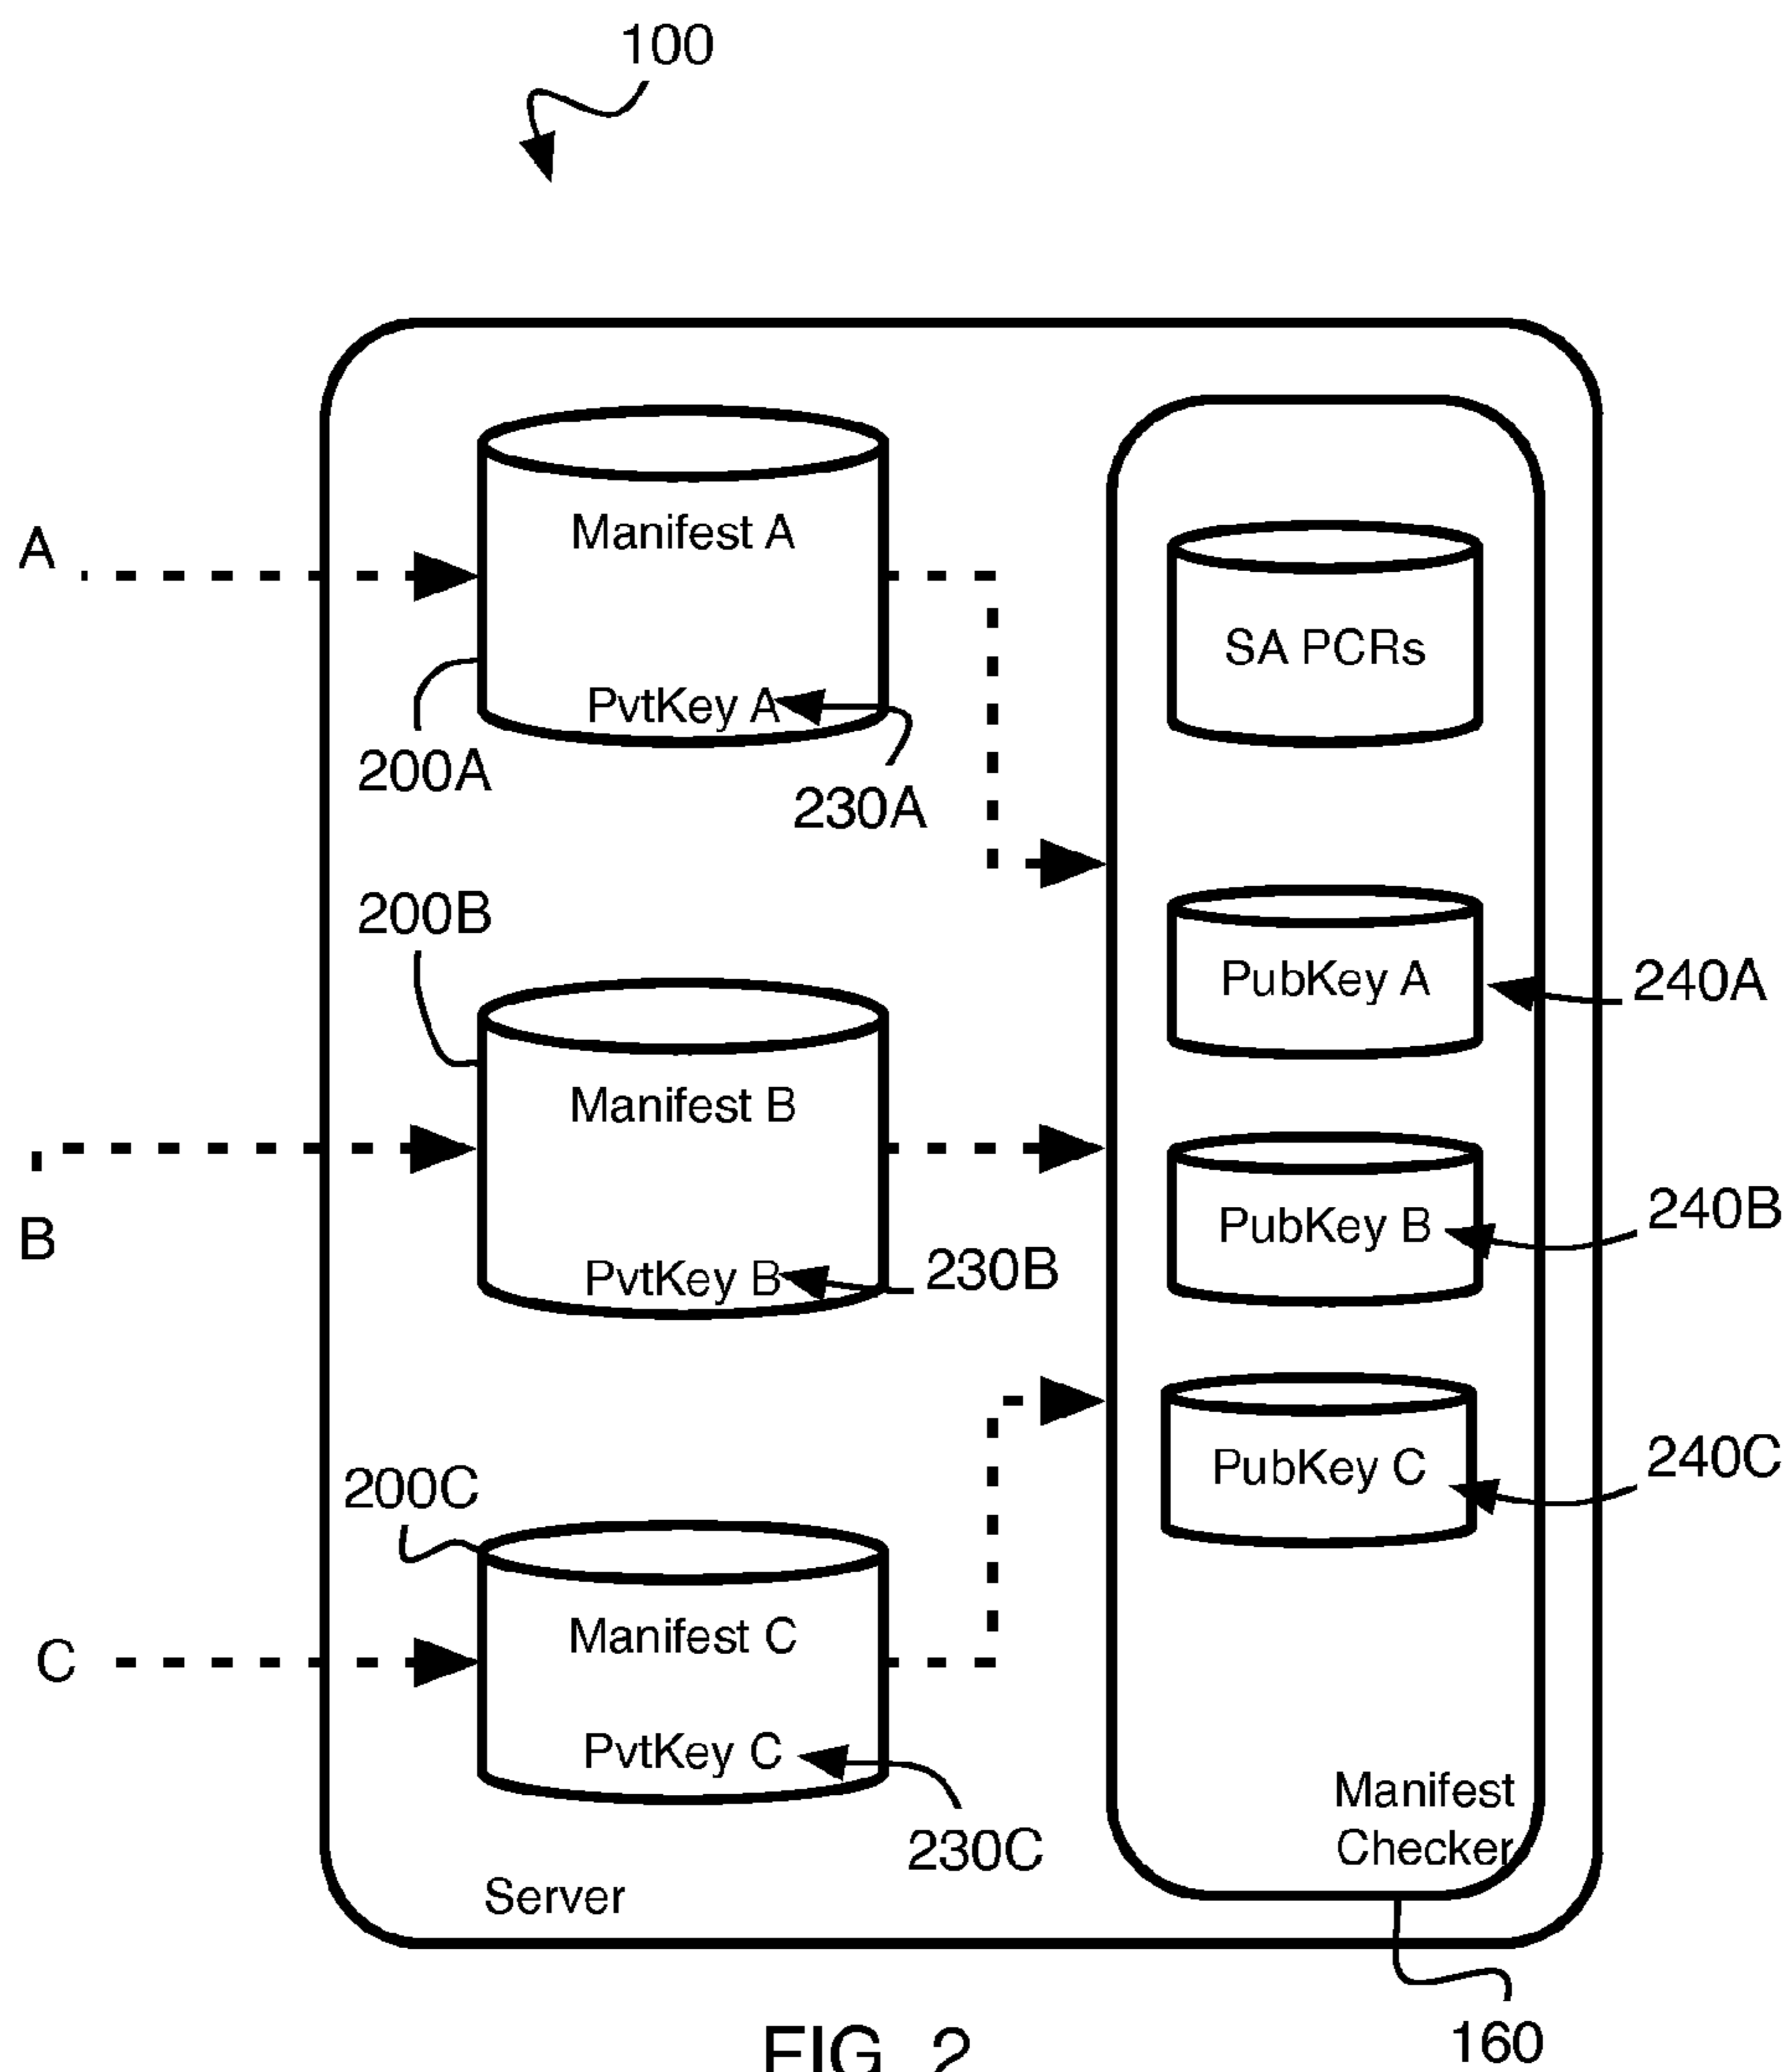 100
Manifest A
A
SA PCRs
PvtKey A
200A
230A
200B
PubKey A
240A
Manifest B
PubKey B
240B
B
PvtKey B
230B
PubKey C
240C
200C
Manifest C
C
PvtKey C
Manifest
Checker
230C
Server
160
FIG. 2